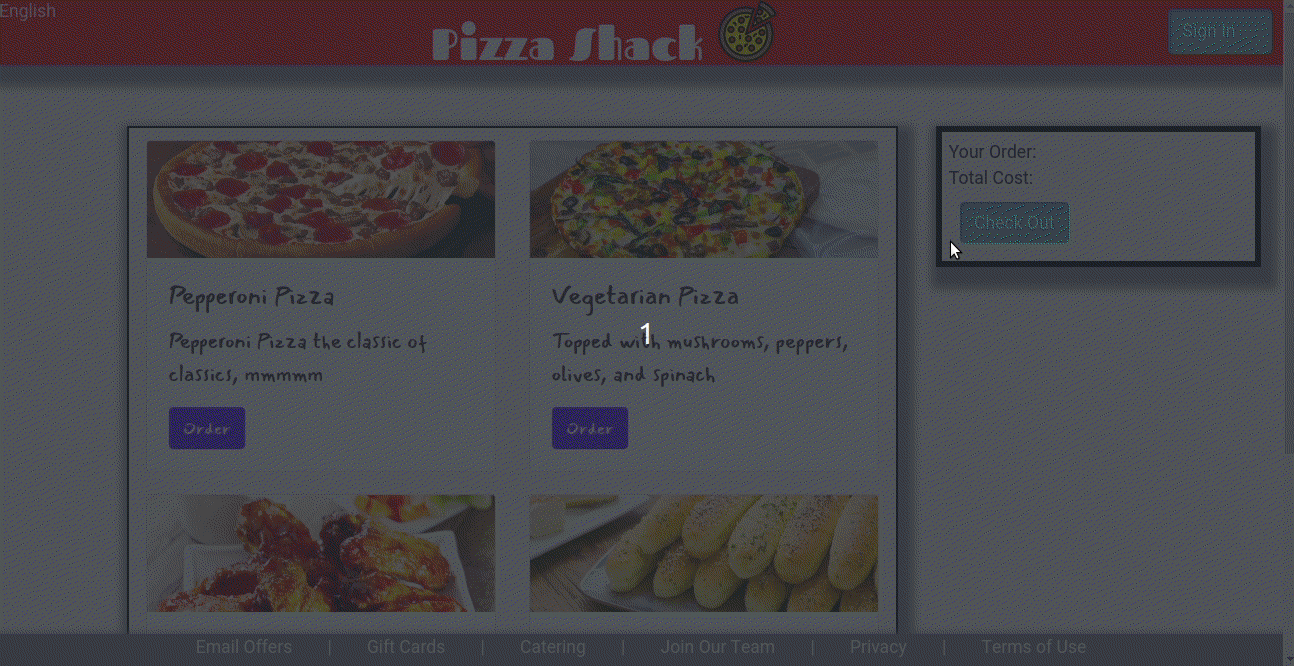 English
Pizza Shack
Sign In
Your Order:
Total Cost:
Check Out
Pepperoni Pizza
Pepperoni Pizza the classic of
classics, mmmmm
Order
Vegetarian Pizza
Topped with mushrooms, peppers,
olives, and spinach
Order
1
Email Offers | Gift Cards | Catering | Join Our Team | Privacy | Terms of Use